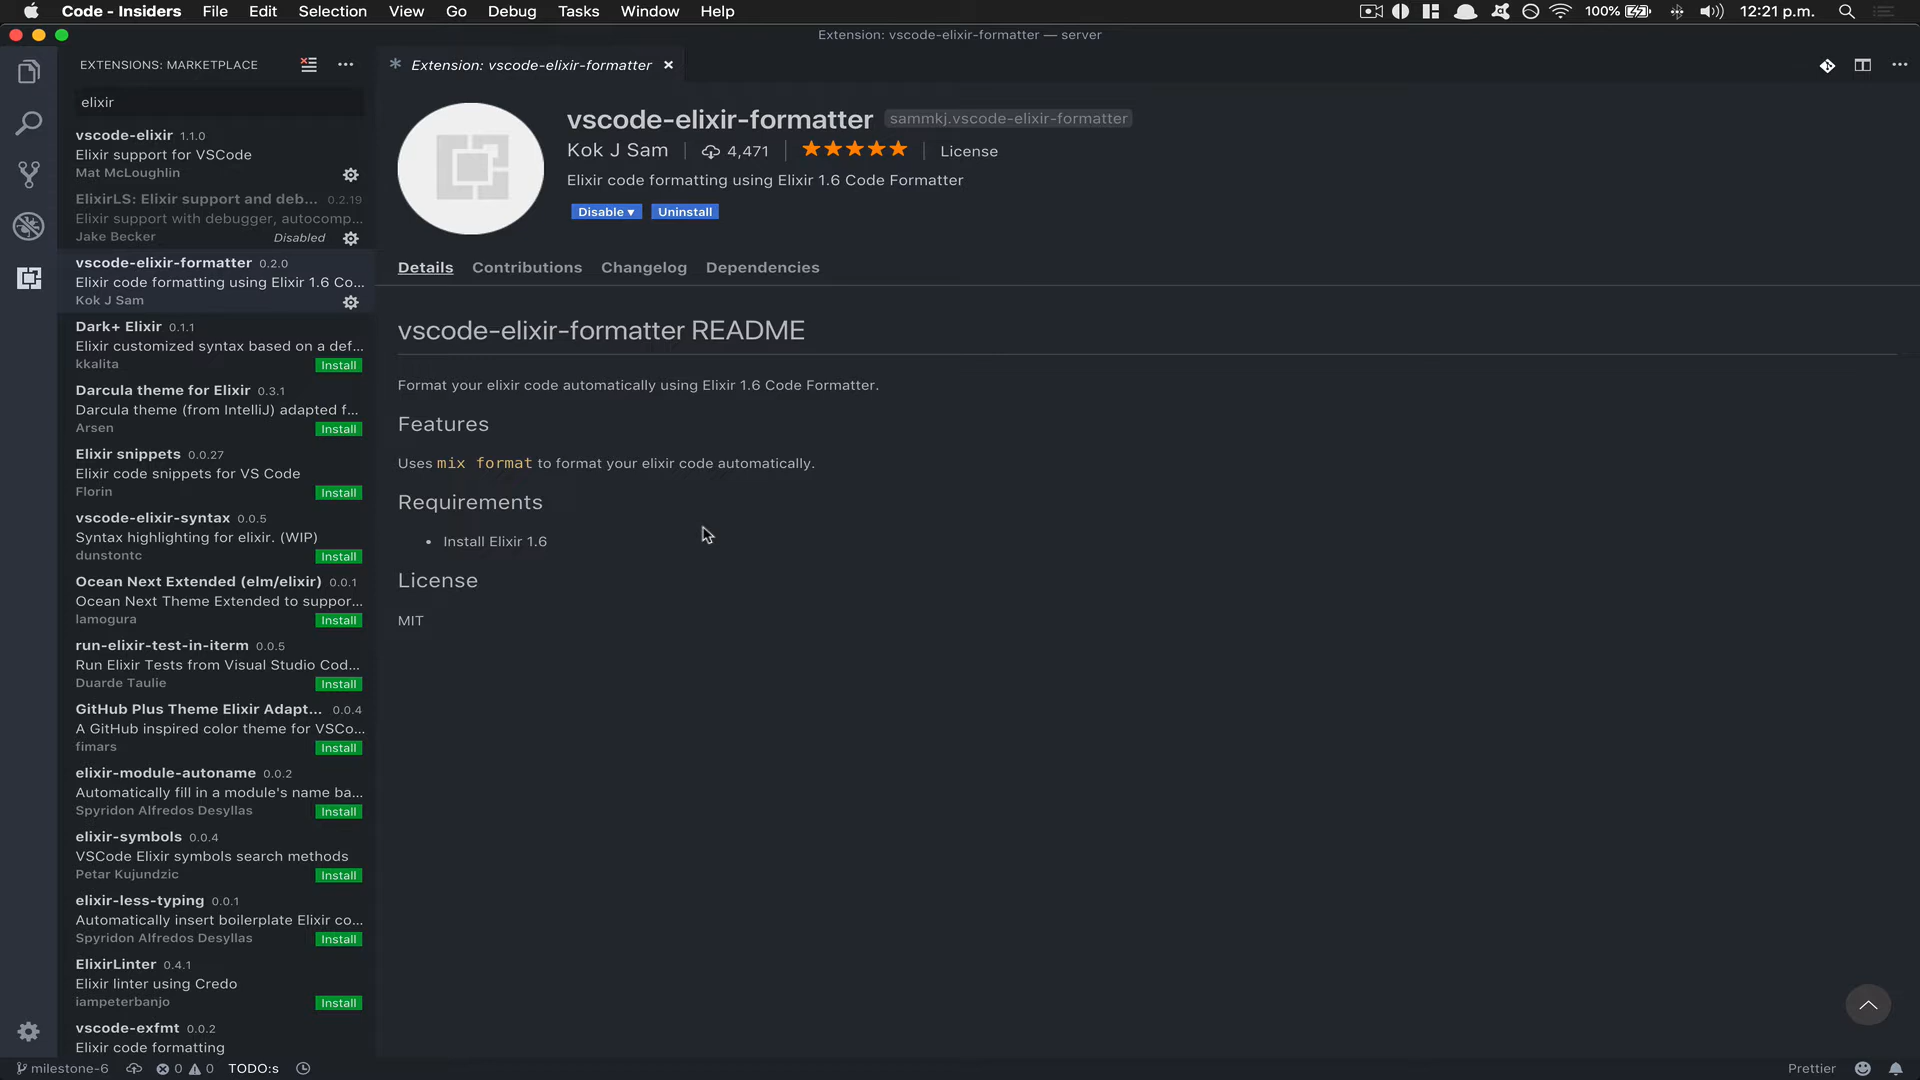 Code - Insiders File Edit Selection View Go Debug Tasks Window Help 100% 12:21 p.m.
Extension: vscode-elixir-formatter — server
EXTENSIONS: MARKETPLACE
elixir
vscode-elixir 1.1.0
Elixir support for VSCode
Mat McLoughlin
ElixirLS: Elixir support and deb... 0.2.19
Elixir support with debugger, autocomp...
Jake Becker Disabled
vscode-elixir-formatter 0.2.0
Elixir code formatting using Elixir 1.6 Co...
Kok J Sam
Dark+ Elixir 0.1.1
Elixir customized syntax based on a def...
kkalita Install
Darcula theme for Elixir 0.3.1
Darcula theme (from IntelliJ) adapted f...
Arsen Install
Elixir snippets 0.0.27
Elixir code snippets for VS Code
Florin Install
vscode-elixir-syntax 0.0.5
Syntax highlighting for elixir. (WIP)
dunstontc Install
Ocean Next Extended (elm/elixir) 0.0.1
Ocean Next Theme Extended to suppor...
lamogura Install
run-elixir-test-in-iterm 0.0.5
Run Elixir Tests from Visual Studio Cod...
Duarde Taulie Install
GitHub Plus Theme Elixir Adapt... 0.0.4
A GitHub inspired color theme for VSCo...
fimars Install
elixir-module-autoname 0.0.2
Automatically fill in a module's name ba...
Spyridon Alfredos Desyllas Install
elixir-symbols 0.0.4
VSCode Elixir symbols search methods
Petar Kujundzic Install
elixir-less-typing 0.0.1
Automatically insert boilerplate Elixir co...
Spyridon Alfredos Desyllas Install
ElixirLinter 0.4.1
Elixir linter using Credo
iampeterbanjo Install
vscode-exfmt 0.0.2
Elixir code formatting
Extension: vscode-elixir-formatter
vscode-elixir-formatter sammkj.vscode-elixir-formatter
Kok J Sam 4,471 License
Elixir code formatting using Elixir 1.6 Code Formatter
Disable Uninstall
Details Contributions Changelog Dependencies
vscode-elixir-formatter README
Format your elixir code automatically using Elixir 1.6 Code Formatter.
Features
Uses mix format to format your elixir code automatically.
Requirements
• Install Elixir 1.6
License
MIT
milestone-6 0 0 TODO:s Prettier